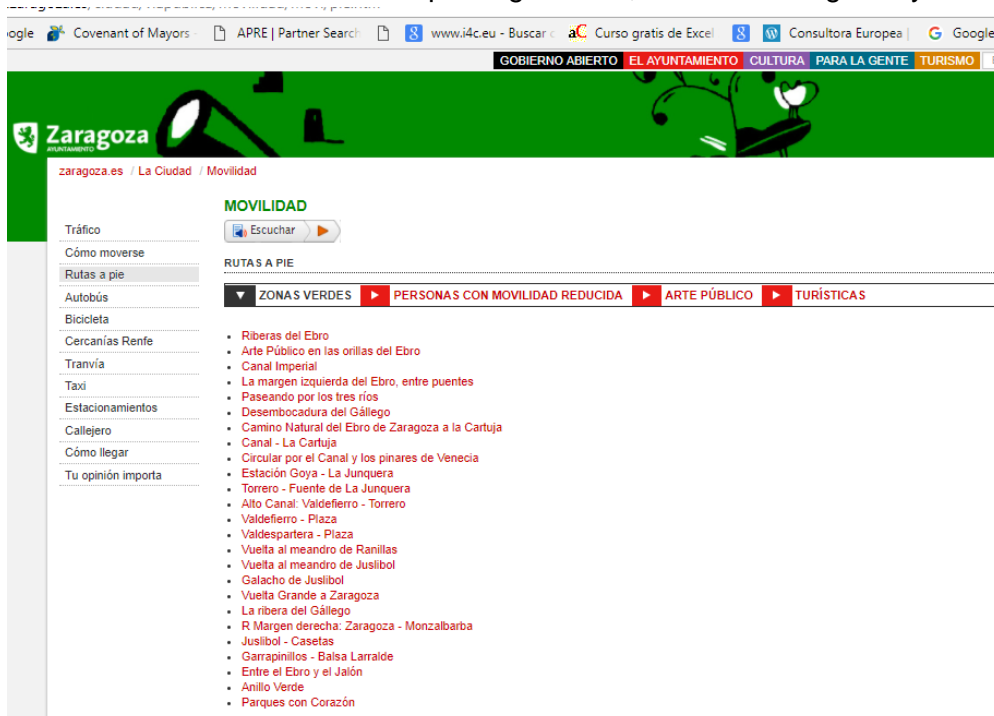 ogle Covenant of Mayors - APRE | Partner Search www.i4c.eu - Buscar Curso gratis de Excel Consultora Europea | Google
GOBIERNO ABIERTO EL AYUNTAMIENTO CULTURA PARA LA GENTE TURISMO
Zaragoza
AYUNTAMIENTO
zaragoza.es / La Ciudad / Movilidad
MOVILIDAD
Escuchar
Tráfico
Cómo moverse
Rutas a pie
Autobús
Bicicleta
Cercanías Renfe
Tranvía
Taxi
Estacionamientos
Callejero
Cómo llegar
Tu opinión importa
RUTAS A PIE
ZONAS VERDES PERSONAS CON MOVILIDAD REDUCIDA ARTE PÚBLICO TURÍSTICAS
Riberas del Ebro
Arte Público en las orillas del Ebro
Canal Imperial
La margen izquierda del Ebro, entre puentes
Paseando por los tres ríos
Desembocadura del Gállego
Camino Natural del Ebro de Zaragoza a la Cartuja
Canal - La Cartuja
Circular por el Canal y los pinares de Venecia
Estación Goya - La Junquera
Torrero - Fuente de La Junquera
Alto Canal: Valdefierro - Torrero
Valdefierro - Plaza
Valdespartera - Plaza
Vuelta al meandro de Ranillas
Vuelta al meandro de Juslibol
Galacho de Juslibol
Vuelta Grande a Zaragoza
La ribera del Gállego
R Margen derecha: Zaragoza - Monzalbarba
Juslibol - Casetas
Garrapinillos - Balsa Larralde
Entre el Ebro y el Jalón
Anillo Verde
Parques con Corazón